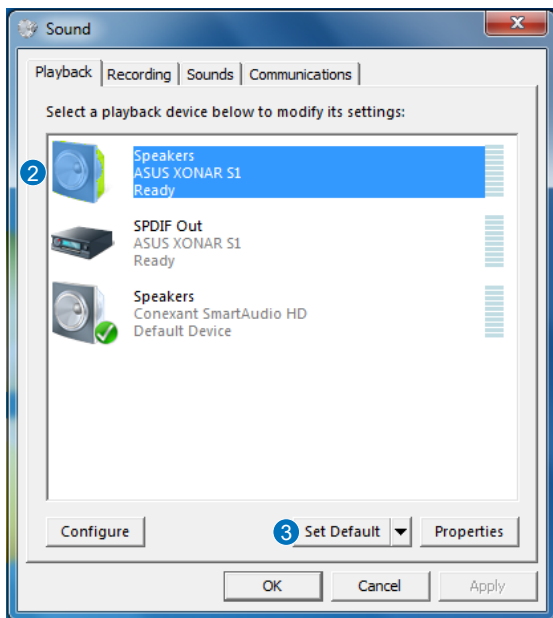 Sound
Playback Recording Sounds Communications
Select a playback device below to modify its settings:
2
Speakers
ASUS XONAR S1
Ready
SPDIF Out
ASUS XONAR S1
Ready
Speakers
Conexant SmartAudio HD
Default Device
Configure 3 Set Default Properties
OK Cancel Apply